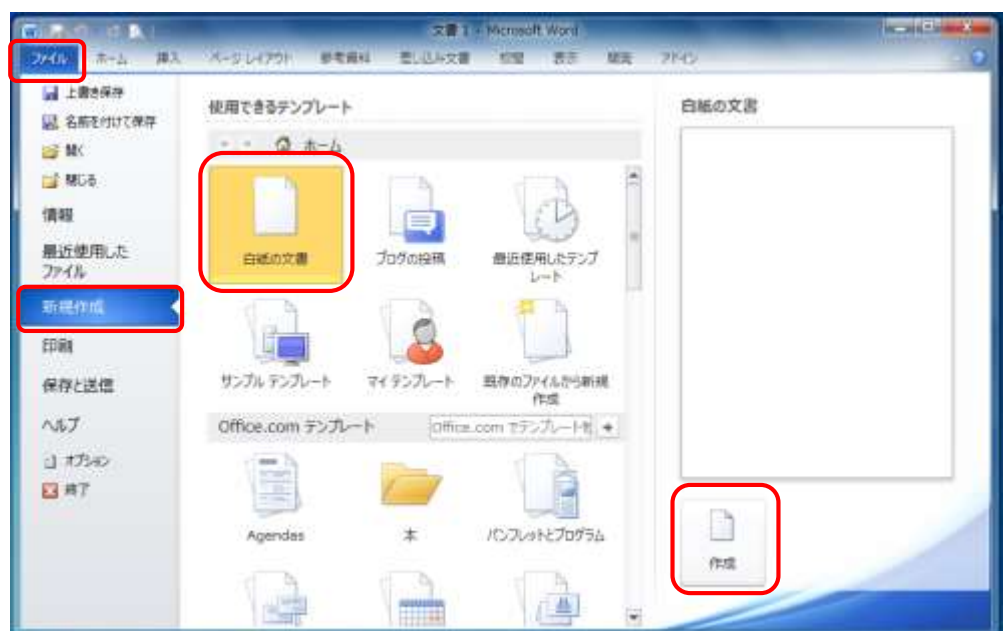 文書 1 - Microsoft Word
ファイル ホーム 挿入 ページ レイアウト 参考資料 差し込み文書 校閲 表示 開発 アドイン
上書き保存
名前を付けて保存
開く
閉じる
情報
最近使用した
ファイル
新規作成
印刷
保存と送信
ヘルプ
オプション
終了
使用できるテンプレート
ホーム
白紙の文書
ブログの投稿
最近使用したテンプ
レート
サンプル テンプレート
マイ テンプレート
既存のファイルから新規
作成
Office.com テンプレート
Office.com でテンプレートを
Agendas
本
パンフレットとプログラム
白紙の文書
作成